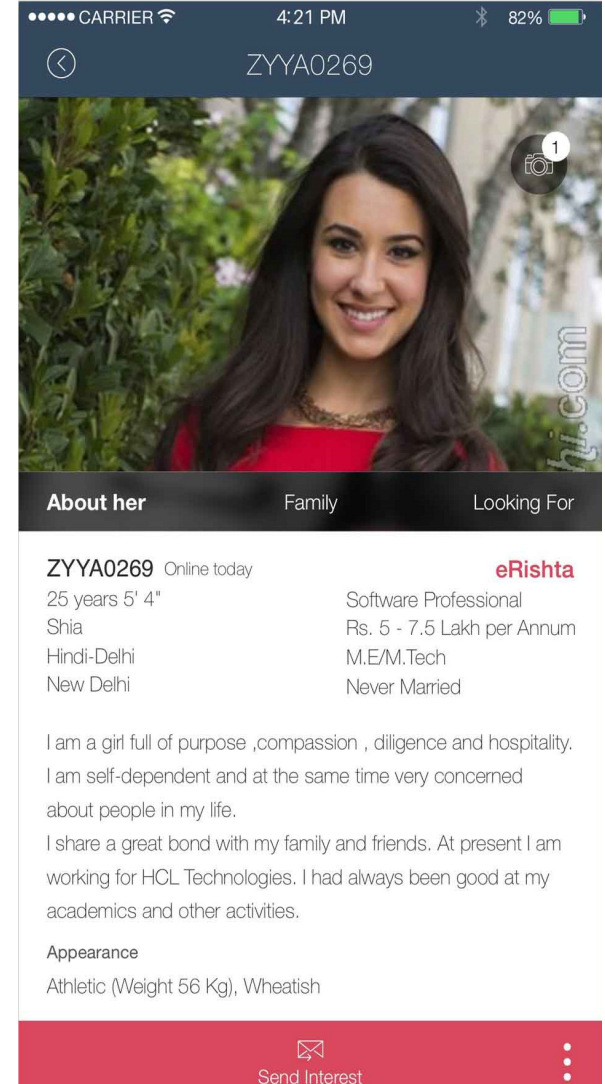 CARRIER 4:21 PM 82%
ZYYA0269
1
hi.com
About her Family Looking For
ZYYA0269 Online today eRishta
25 years 5' 4" Software Professional
Shia Rs. 5 - 7.5 Lakh per Annum
Hindi-Delhi M.E/M.Tech
New Delhi Never Married
I am a girl full of purpose ,compassion , diligence and hospitality.
I am self-dependent and at the same time very concerned
about people in my life.
I share a great bond with my family and friends. At present I am
working for HCL Technologies. I had always been good at my
academics and other activities.
Appearance
Athletic (Weight 56 Kg), Wheatish
Send Interest